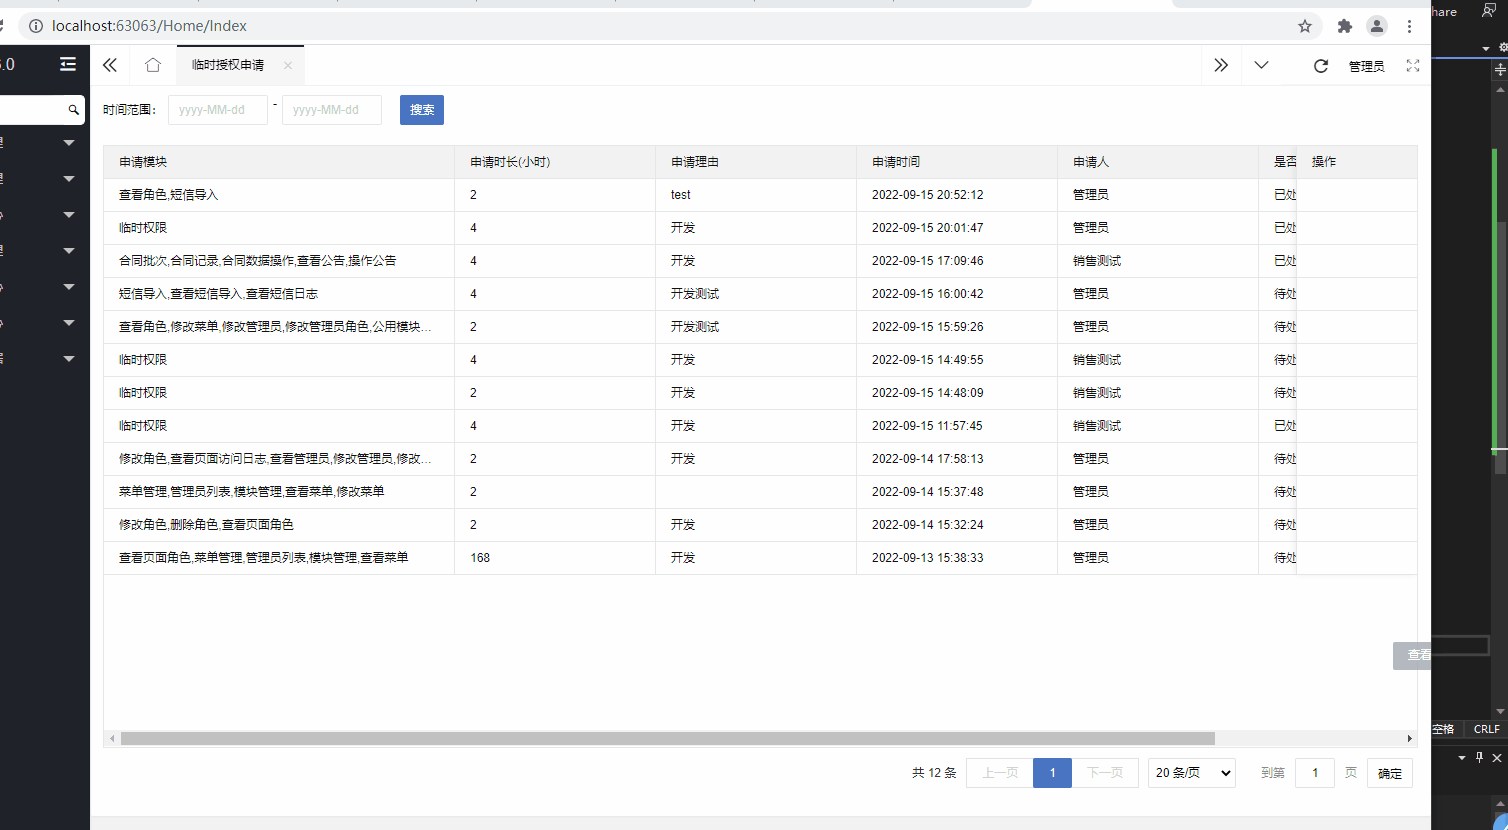 hare
localhost:63063/Home/Index
.0
临时授权申请
管理员
时间范围:
yyyy-MM-dd - yyyy-MM-dd 搜索
申请模块 申请时长(小时) 申请理由 申请时间 申请人 是否 操作
查看角色,短信导入 2 test 2022-09-15 20:52:12 管理员 已处
临时权限 4 开发 2022-09-15 20:01:47 管理员 已处
合同批次,合同记录,合同数据操作,查看公告,操作公告 4 开发 2022-09-15 17:09:46 销售测试 已处
短信导入,查看短信导入,查看短信日志 4 开发测试 2022-09-15 16:00:42 管理员 待处
查看角色,修改菜单,修改管理员,修改管理员角色,公用模块... 2 开发测试 2022-09-15 15:59:26 管理员 待处
临时权限 4 开发 2022-09-15 14:49:55 销售测试 待处
临时权限 2 开发 2022-09-15 14:48:09 销售测试 待处
临时权限 4 开发 2022-09-15 11:57:45 销售测试 已处
修改角色,查看页面访问日志,查看管理员,修改管理员,修改... 2 开发 2022-09-14 17:58:13 管理员 待处
菜单管理,管理员列表,模块管理,查看菜单,修改菜单 2 2022-09-14 15:37:48 管理员 待处
修改角色,删除角色,查看页面角色 2 开发 2022-09-14 15:32:24 管理员 待处
查看页面角色,菜单管理,管理员列表,模块管理,查看菜单 168 开发 2022-09-13 15:38:33 管理员 待处
查看
空格 CRLF
共 12 条 上一页 1 下一页 20 条/页 到第 1 页 确定